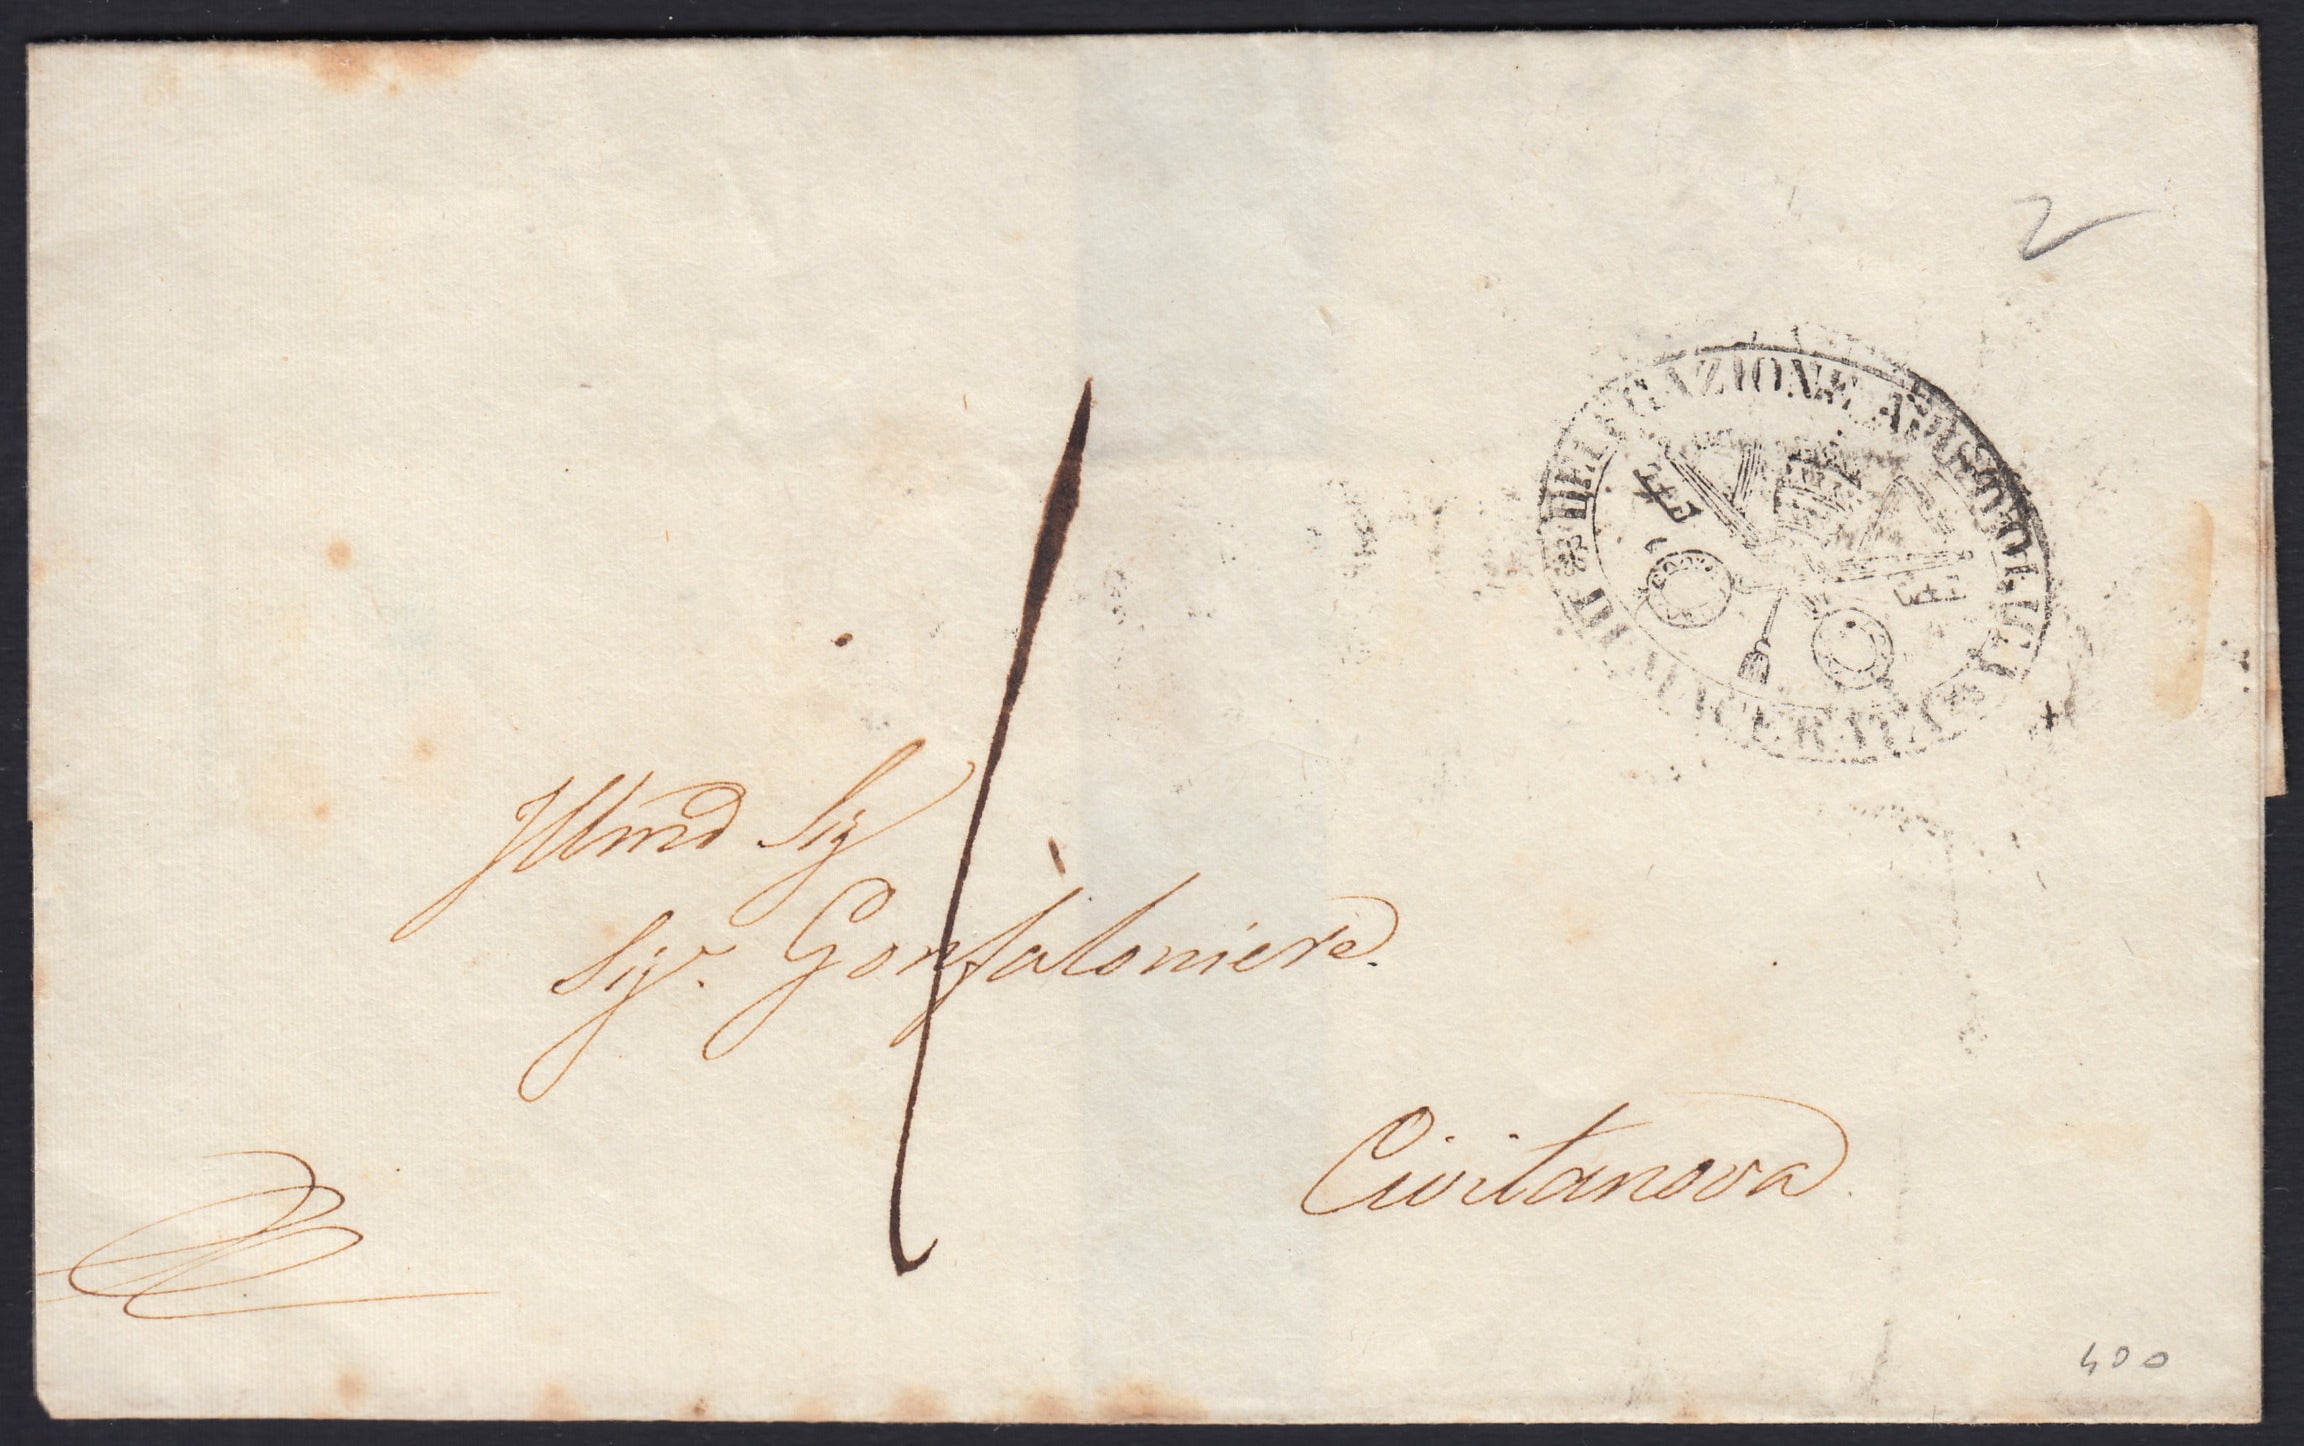 2
DELEGAZIONE APOSTOLICA
DI MACERATA
1
Illmo Sig
Sigr. Gonfaloniere.
Civitanova
400